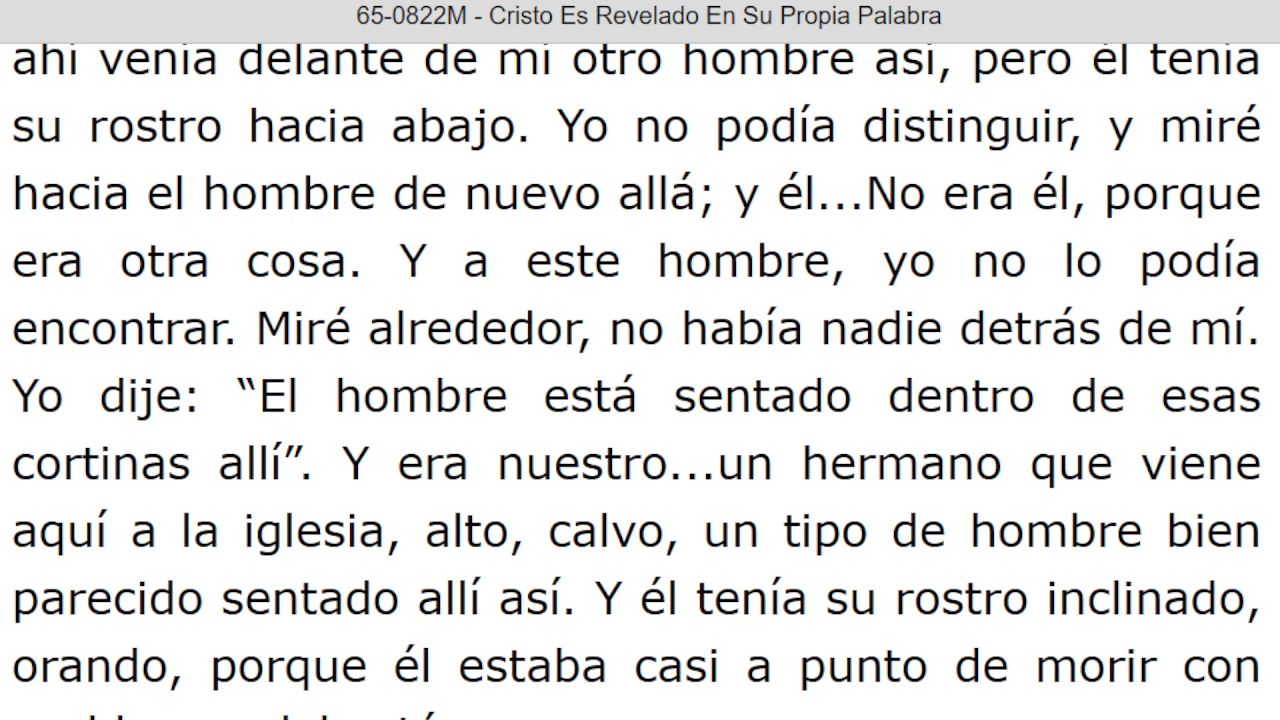 65-0822M - Cristo Es Revelado En Su Propia Palabra
ahí venía delante de mí otro hombre así, pero él tenía
su rostro hacia abajo. Yo no podía distinguir, y miré
hacia el hombre de nuevo allá; y él...No era él, porque
era otra cosa. Y a este hombre, yo no lo podía
encontrar. Miré alrededor, no había nadie detrás de mí.
Yo dije: “El hombre está sentado dentro de esas
cortinas allí”. Y era nuestro...un hermano que viene
aquí a la iglesia, alto, calvo, un tipo de hombre bien
parecido sentado allí así. Y él tenía su rostro inclinado,
orando, porque él estaba casi a punto de morir con